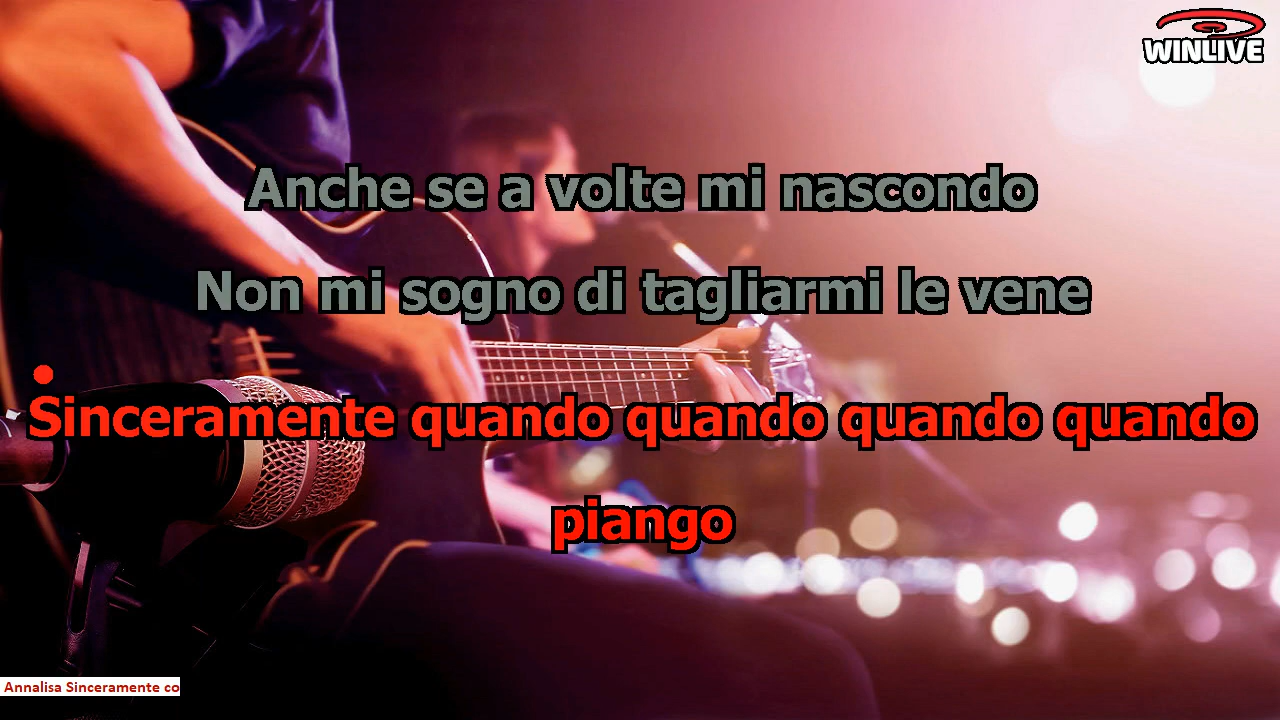 WINLIVE
Anche se a volte mi nascondo
Non mi sogno di tagliarmi le vene
Sinceramente quando quando quando quando
piango
Annalisa Sinceramente co